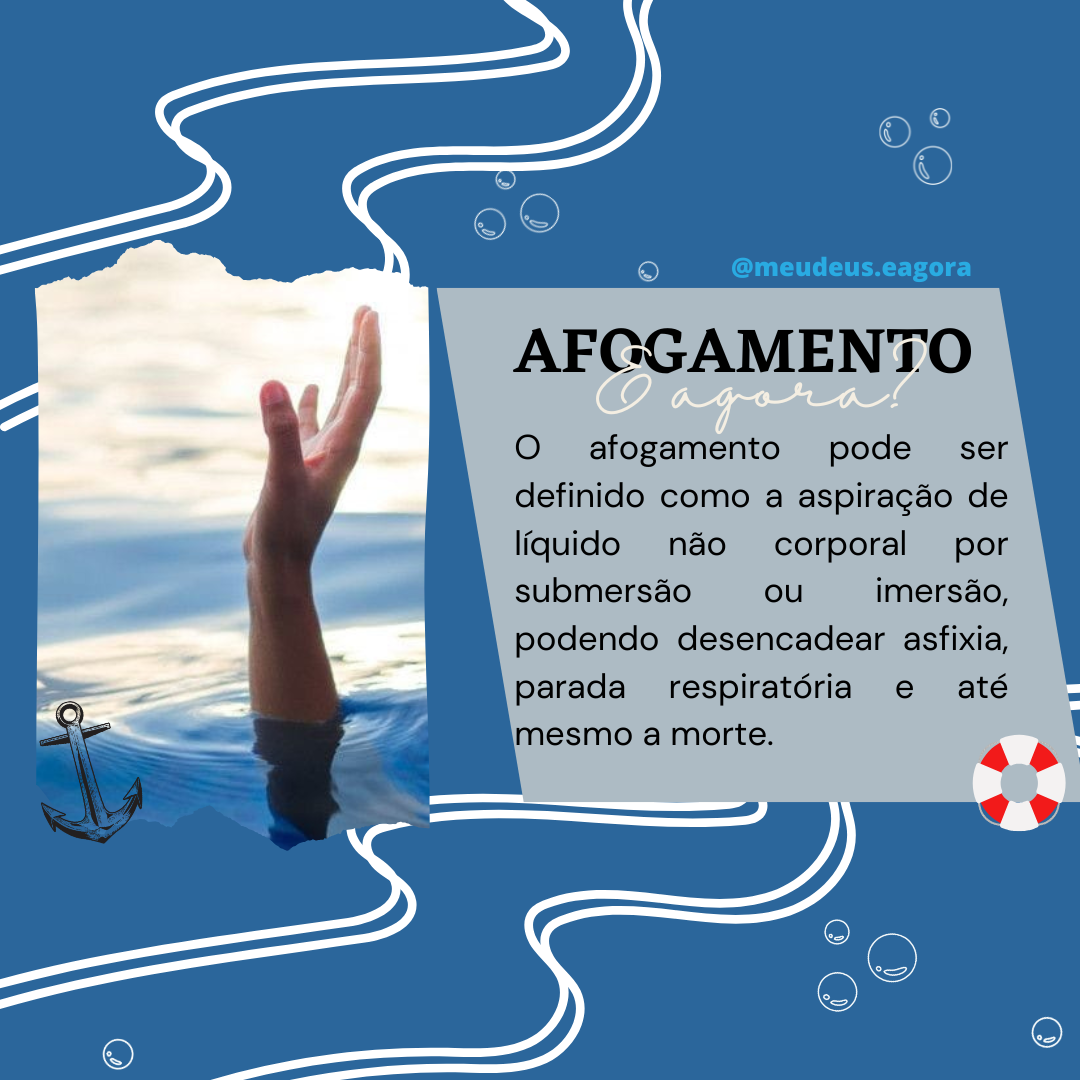 @meudeus.eagora
AFOGAMENTO
E agora?
O afogamento pode ser
definido como a aspiração de
líquido não corporal por
submersão ou imersão,
podendo desencadear asfixia,
parada respiratória e até
mesmo a morte.